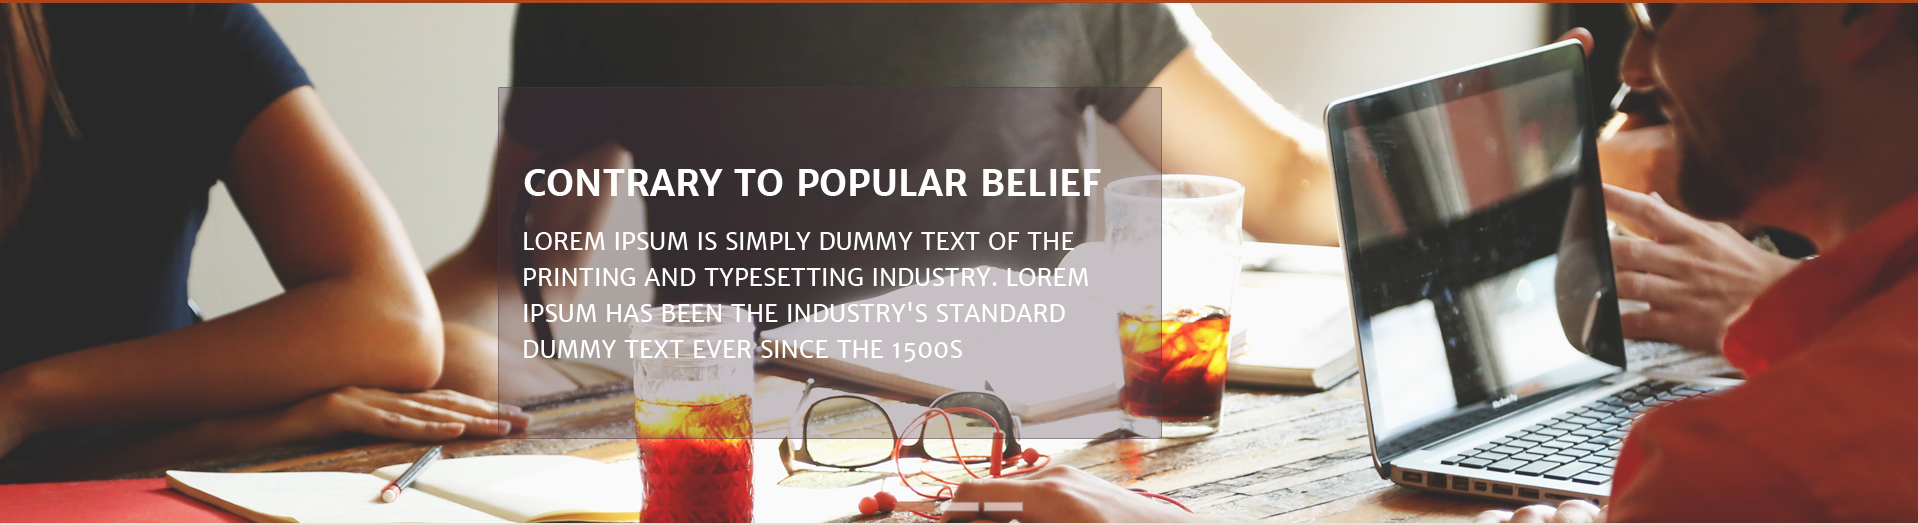 CONTRARY TO POPULAR BELIEF
LOREM IPSUM IS SIMPLY DUMMY TEXT OF THE
PRINTING AND TYPESETTING INDUSTRY. LOREM
IPSUM HAS BEEN THE INDUSTRY'S STANDARD
DUMMY TEXT EVER SINCE THE 1500S